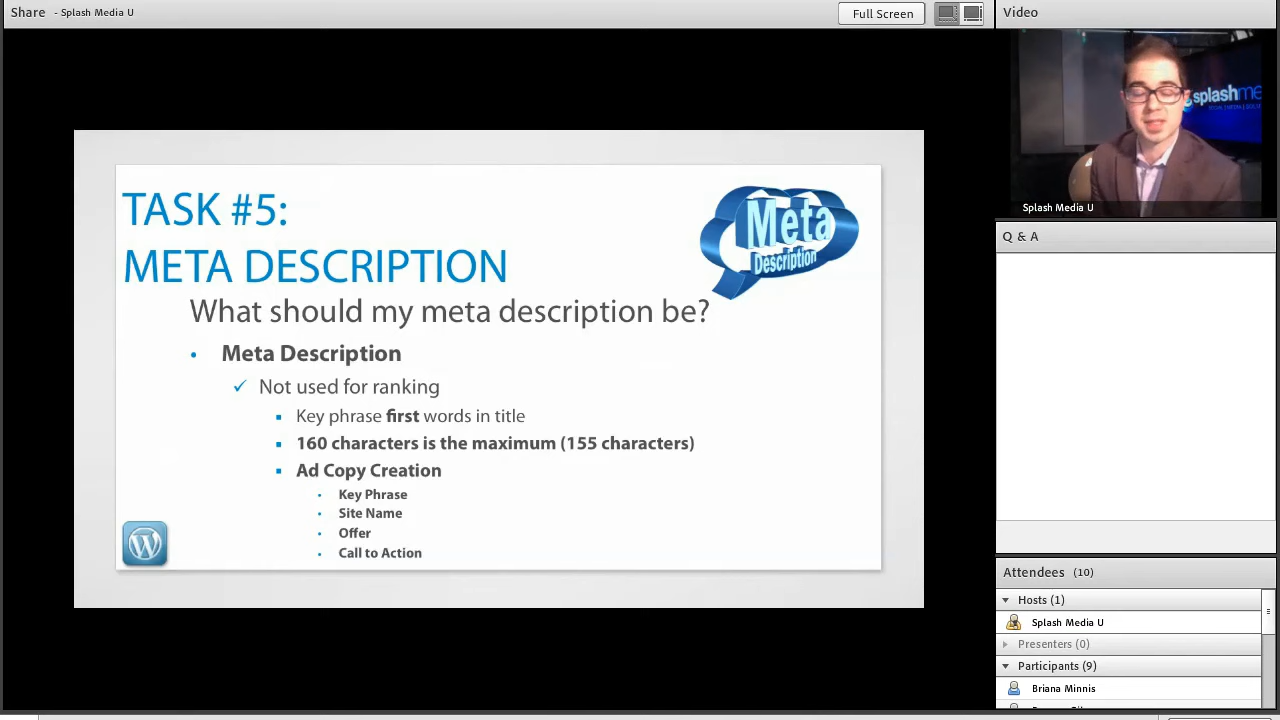 Share - Splash Media U
Full Screen
Video
TASK #5:
META DESCRIPTION
Meta
Description
What should my meta description be?
• Meta Description
✓ Not used for ranking
▪ Key phrase first words in title
▪ 160 characters is the maximum (155 characters)
▪ Ad Copy Creation
• Key Phrase
• Site Name
• Offer
• Call to Action
W
splashme
Splash Media U
Q & A
Attendees (10)
Hosts (1)
Splash Media U
Presenters (0)
Participants (9)
Briana Minnis